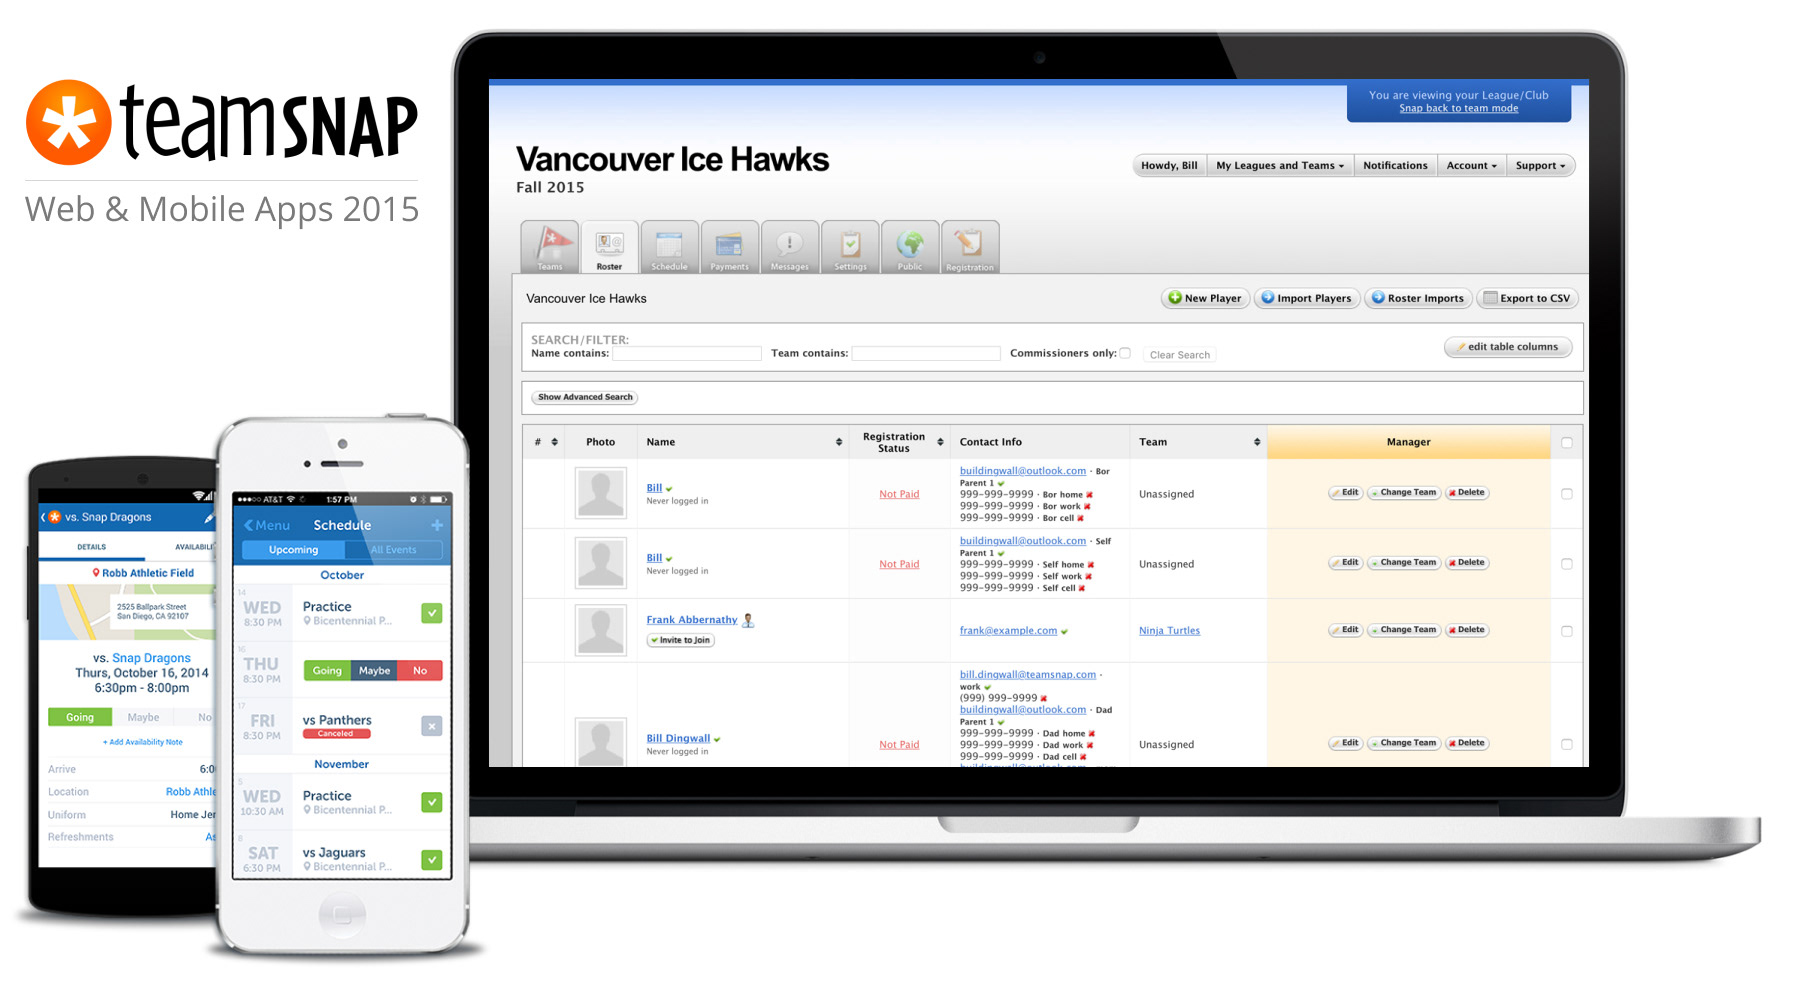 teamSNAP
Web & Mobile Apps 2015
You are viewing your League/Club
Snap back to team mode
Vancouver Ice Hawks
Fall 2015
Howdy, Bill
My Leagues and Teams
Notifications
Account
Support
Teams
Roster
Schedule
Payments
Messages
Settings
Public
Registration
Vancouver Ice Hawks
New Player
Import Players
Roster Imports
Export to CSV
SEARCH/FILTER:
Name contains:
Team contains:
Commissioners only:
Clear Search
edit table columns
Show Advanced Search
#
Photo
Name
Registration
Status
Contact Info
Team
Manager
Bill
Never logged in
Not Paid
buildingwall@outlook.com · Bor
Parent 1
999-999-9999 · Bor home
999-999-9999 · Bor work
999-999-9999 · Bor cell
Unassigned
Edit
Change Team
Delete
Bill
Never logged in
Not Paid
buildingwall@outlook.com · Self
Parent 1
999-999-9999 · Self home
999-999-9999 · Self work
999-999-9999 · Self cell
Unassigned
Edit
Change Team
Delete
Frank Abbernathy
Invite to Join
frank@example.com
Ninja Turtles
Edit
Change Team
Delete
Bill Dingwall
Never logged in
Not Paid
bill.dingwall@teamsnap.com ·
work
(999) 999-9999
buildingwall@outlook.com · Dad
Parent 1
999-999-9999 · Dad home
999-999-9999 · Dad work
999-999-9999 · Dad cell
Unassigned
Edit
Change Team
Delete
vs. Snap Dragons
DETAILS
AVAILABILI
Robb Athletic Field
2525 Ballpark Street
San Diego, CA 92107
vs. Snap Dragons
Thurs, October 16, 2014
6:30pm - 8:00pm
Going
Maybe
No
+ Add Availability Note
Arrive 6:0
Location Robb Athle
Uniform Home Jer
Refreshments As
AT&T 1:57 PM
Menu
Schedule
+
Upcoming
All Events
October
14
WED
8:30 PM
Practice
Bicentennial P...
16
THU
8:30 PM
Going
Maybe
No
17
FRI
8:30 PM
vs Panthers
Canceled
November
5
WED
10:30 AM
Practice
Bicentennial P...
8
SAT
6:30 PM
vs Jaguars
Bicentennial P...